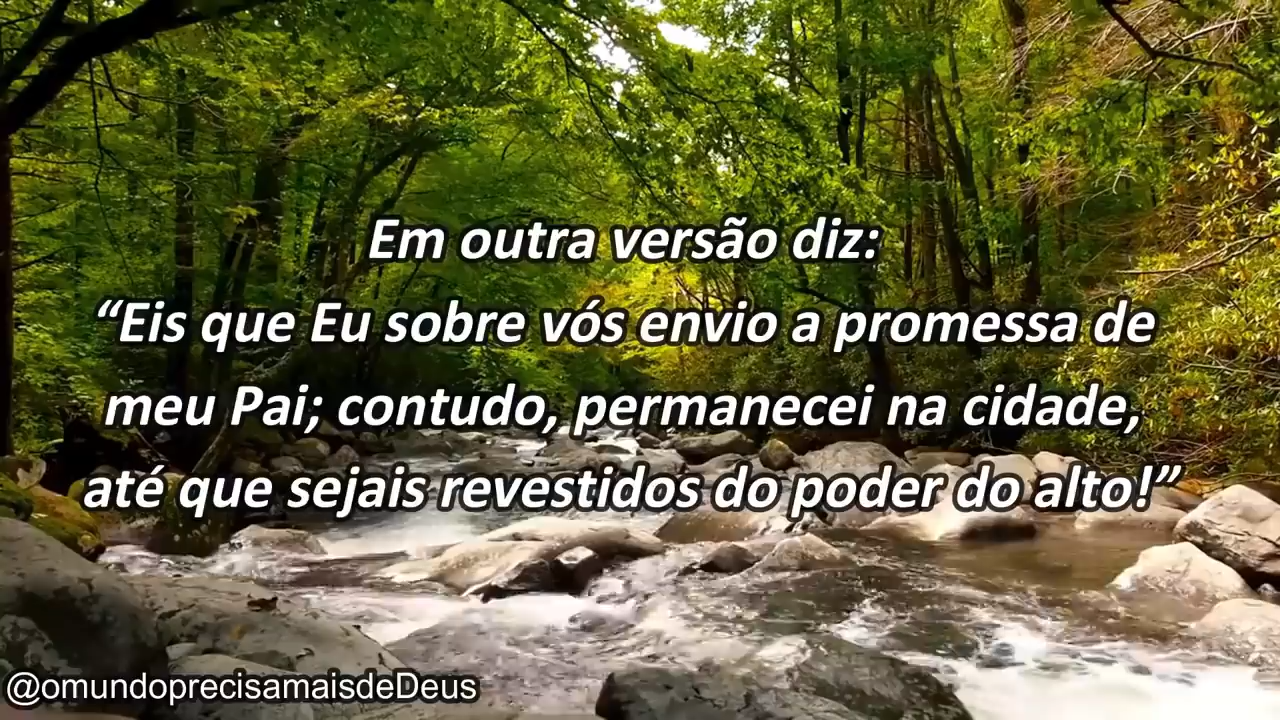 Em outra versão diz:
“Eis que Eu sobre vós envio a promessa de
meu Pai; contudo, permanecei na cidade,
até que sejais revestidos do poder do alto!”
@omundoprecisamaisdeDeus